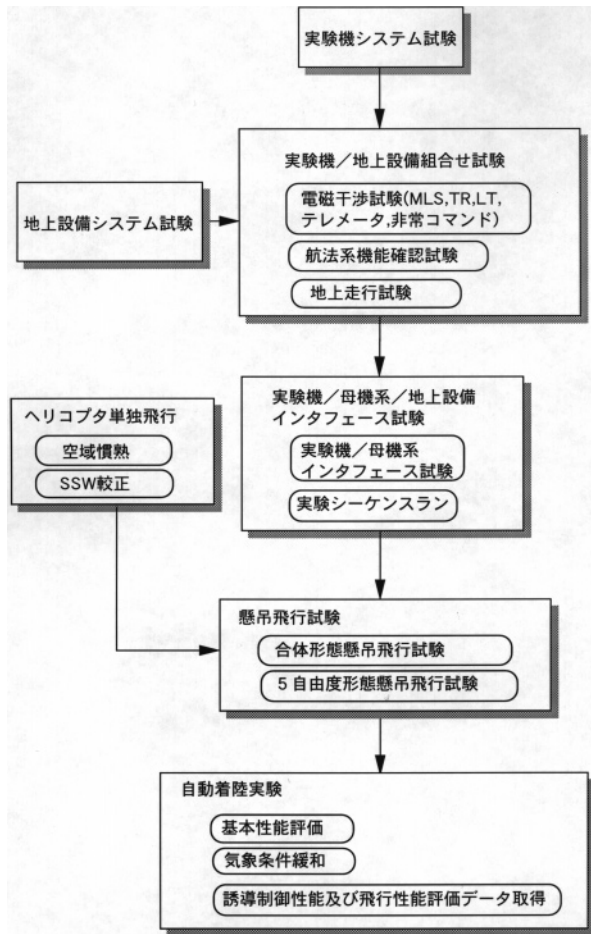 実験機システム試験
実験機／地上設備組合せ試験
電磁干渉試験(MLS,TR,LT,
テレメータ,非常コマンド)
航法系機能確認試験
地上走行試験
地上設備システム試験
実験機／母機系／地上設備
インタフェース試験
実験機／母機系
インタフェース試験
実験シーケンスラン
ヘリコプタ単独飛行
空域慣熟
SSW較正
懸吊飛行試験
合体形態懸吊飛行試験
5自由度形態懸吊飛行試験
自動着陸実験
基本性能評価
気象条件緩和
誘導制御性能及び飛行性能評価データ取得